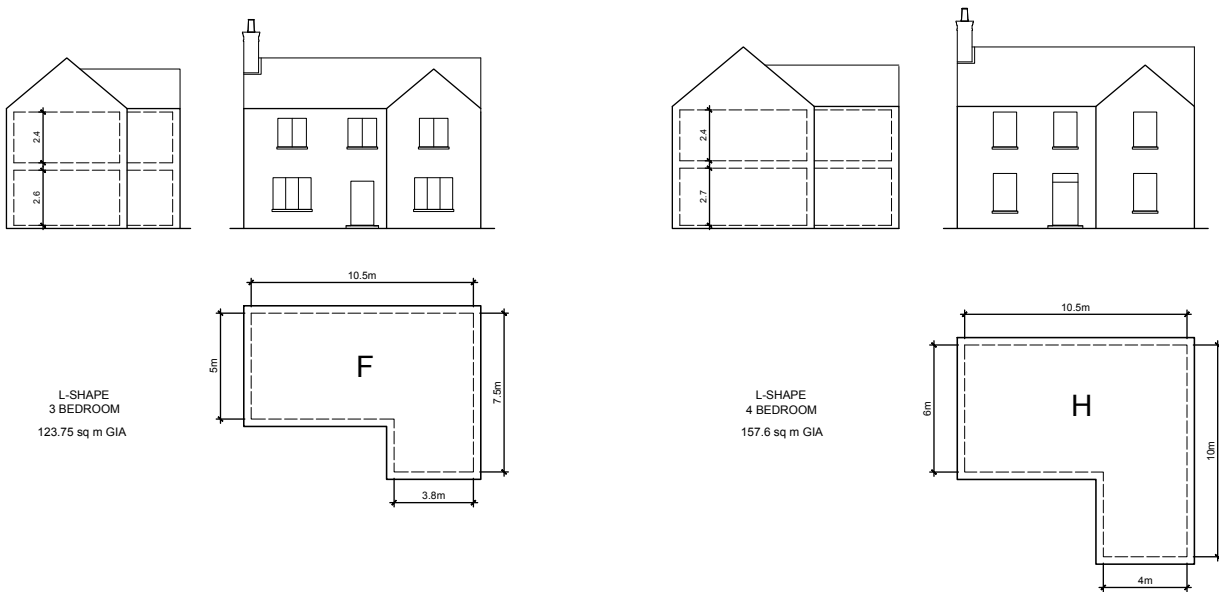 2.4
2.6
10.5m
5m
F
7.5m
3.8m
L-SHAPE
3 BEDROOM
123.75 sq m GIA
2.4
2.7
10.5m
6m
H
10m
4m
L-SHAPE
4 BEDROOM
157.6 sq m GIA